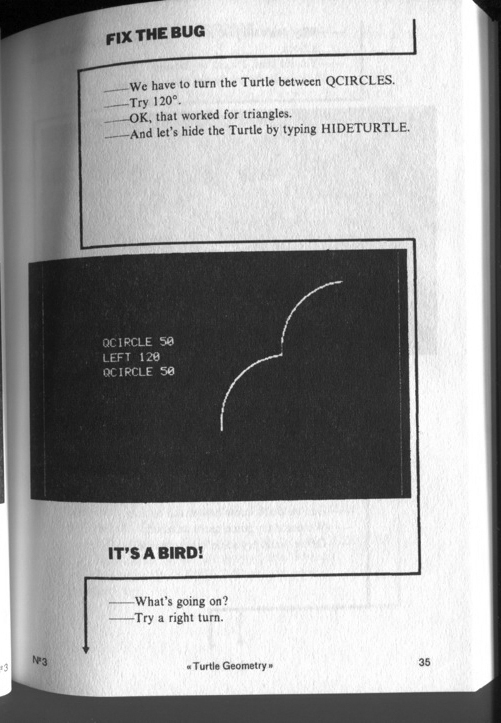 FIX THE BUG
——We have to turn the Turtle between QCIRCLES.
——Try 120°.
——OK, that worked for triangles.
——And let's hide the Turtle by typing HIDETURTLE.
QCIRCLE 50
LEFT 120
QCIRCLE 50
IT'S A BIRD!
——What's going on?
——Try a right turn.
N°3
« Turtle Geometry »
35